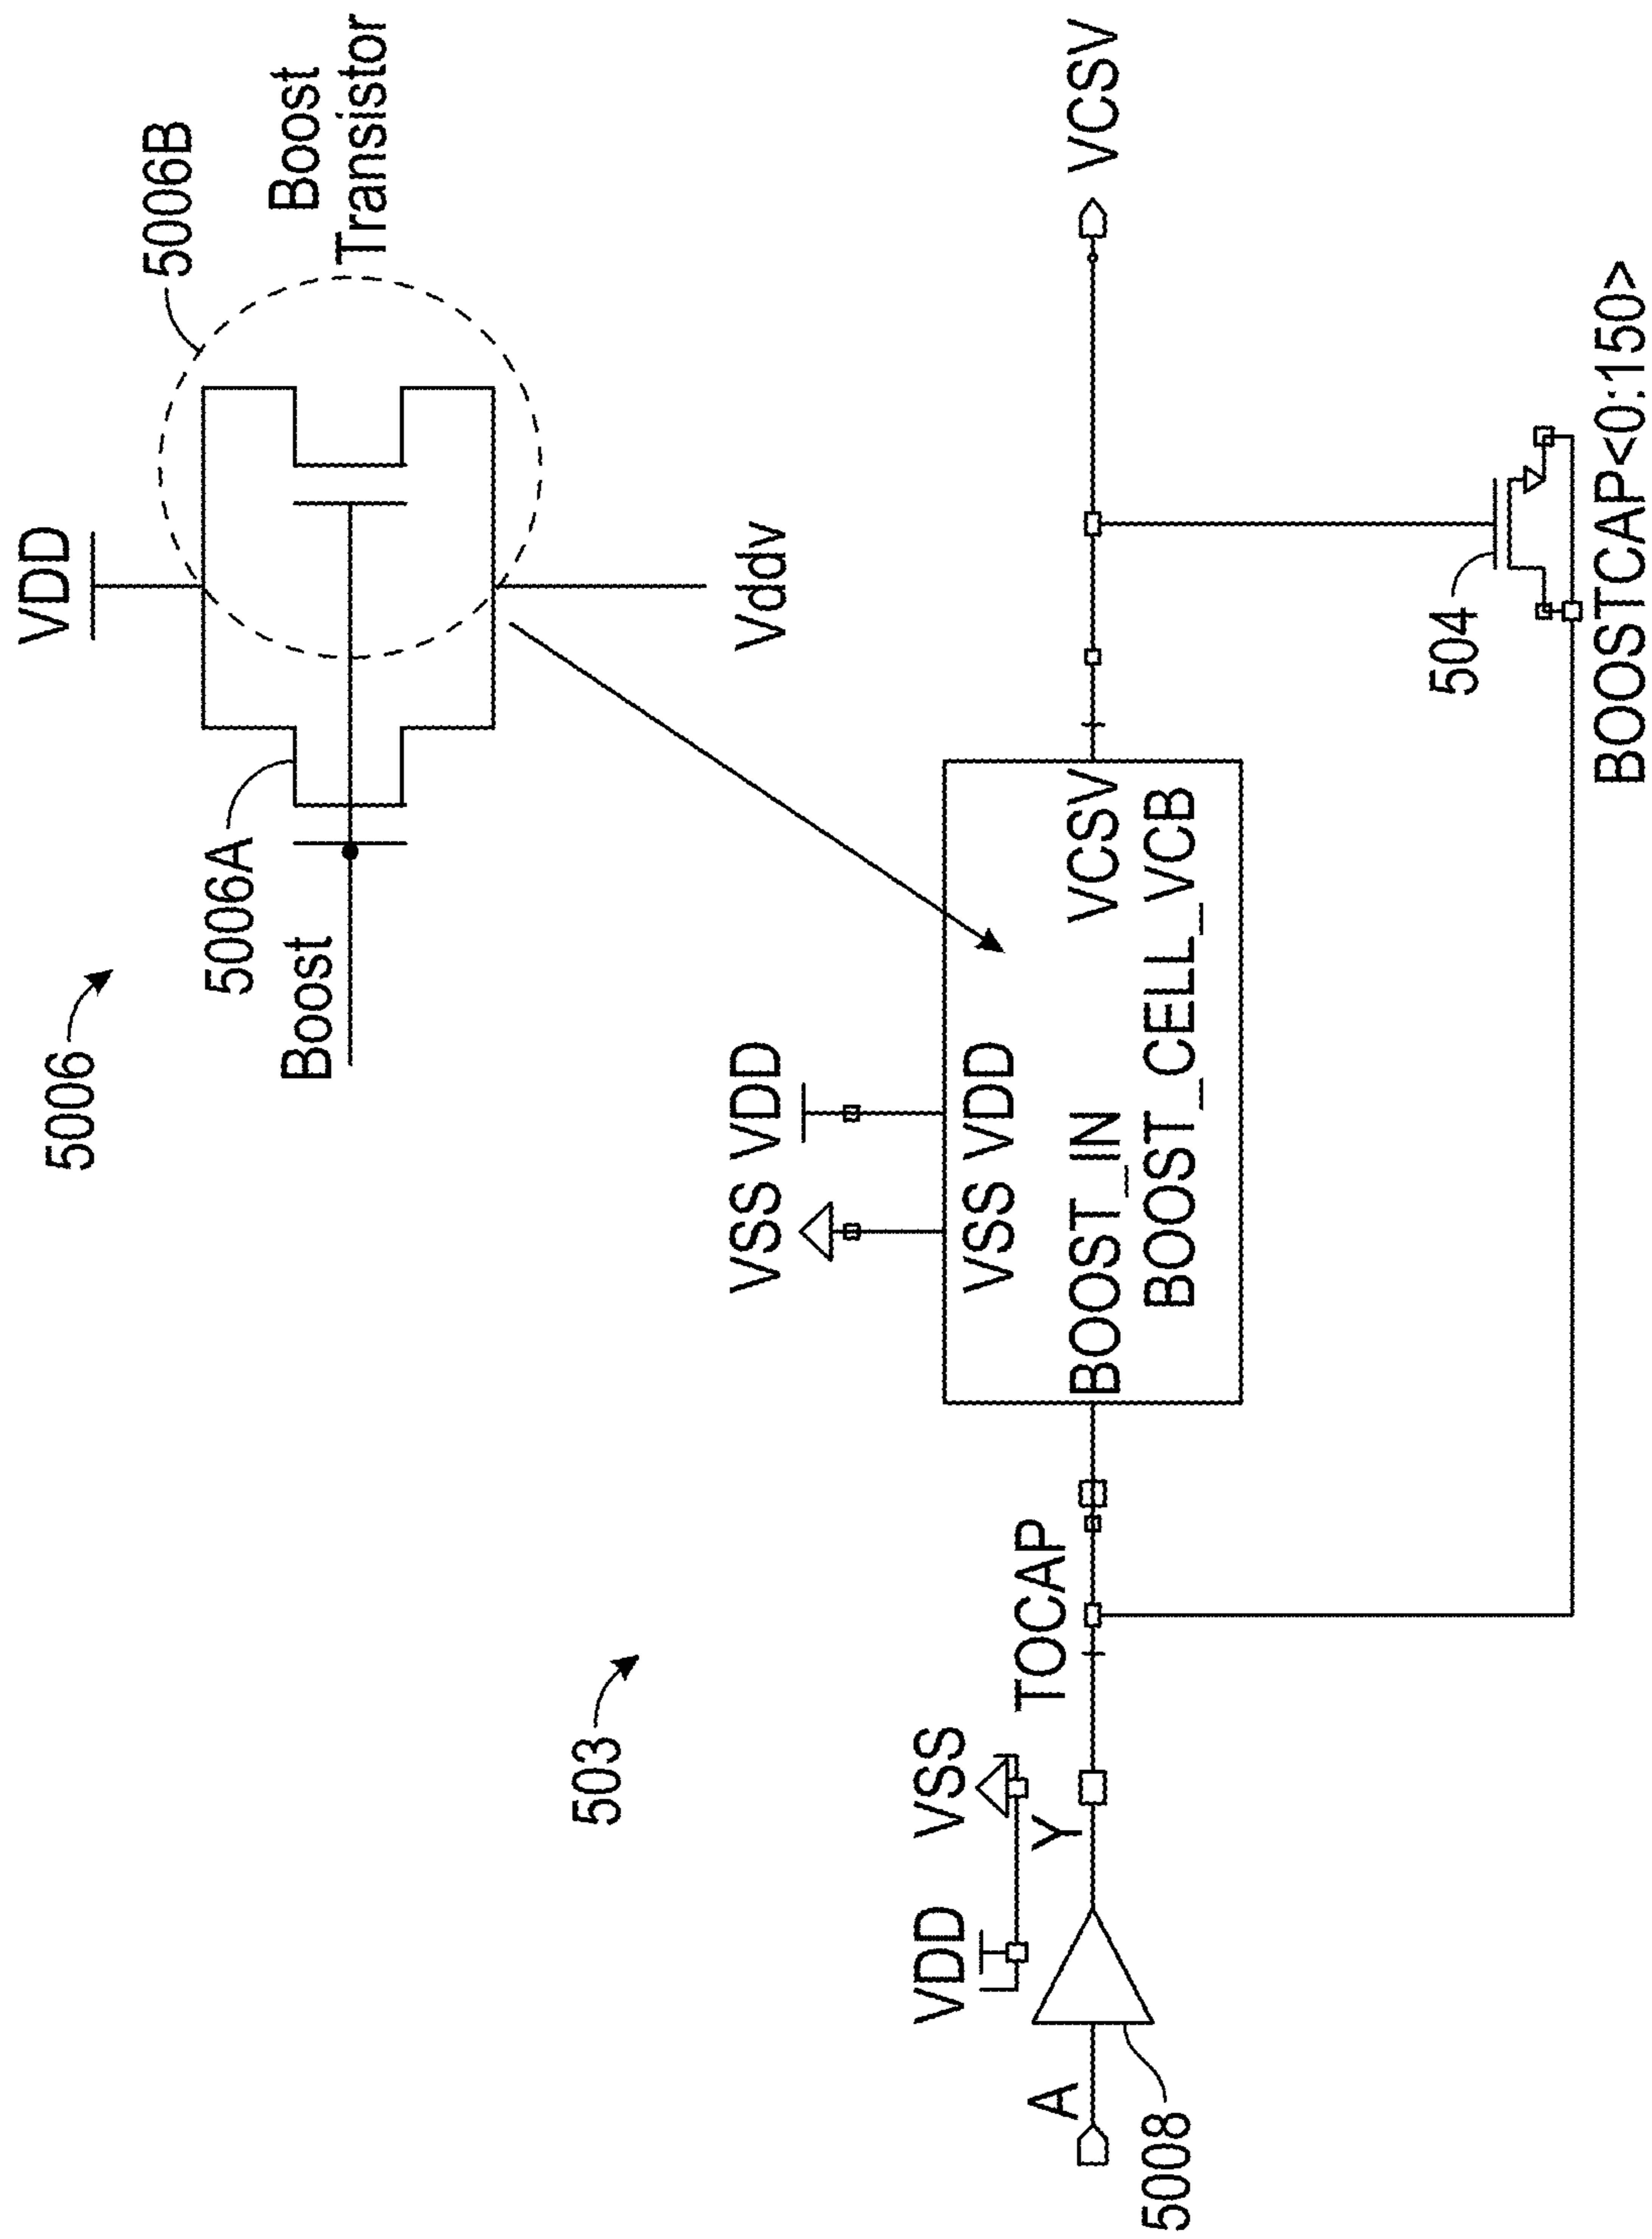 5006
VDD
5006B
Boost
Transistor
5006A
Boost
Vddv
503
VSS VDD
VSS VDD
BOOST_IN
VCSV
BOOST_CELL_VCB
VCSV
VDD
VSS
A
Y
TOCAP
5008
504
BOOSTCAP<0:150>